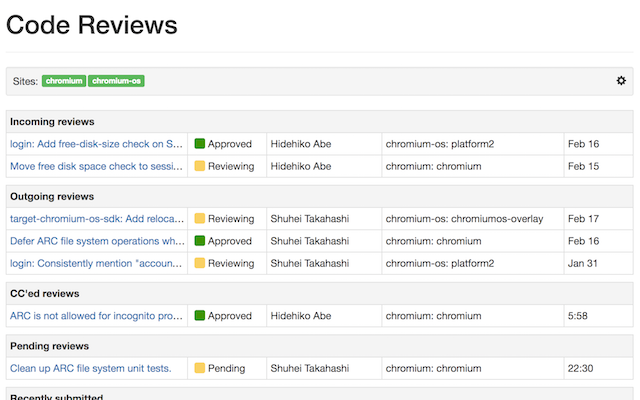 Code Reviews
Sites: chromium chromium-os
Incoming reviews
login: Add free-disk-size check on S... Approved Hidehiko Abe chromium-os: platform2 Feb 16
Move free disk space check to sessi... Reviewing Hidehiko Abe chromium: chromium Feb 15
Outgoing reviews
target-chromium-os-sdk: Add reloca... Reviewing Shuhei Takahashi chromium-os: chromiumos-overlay Feb 17
Defer ARC file system operations wh... Approved Shuhei Takahashi chromium: chromium Feb 16
login: Consistently mention "accoun... Reviewing Shuhei Takahashi chromium-os: platform2 Jan 31
CC'ed reviews
ARC is not allowed for incognito pro... Approved Hidehiko Abe chromium: chromium 5:58
Pending reviews
Clean up ARC file system unit tests. Pending Shuhei Takahashi chromium: chromium 22:30
Recently submitted